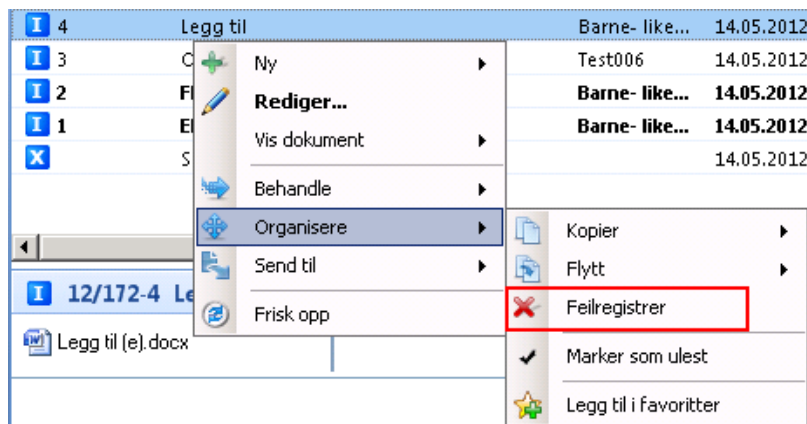 I 4 Legg til Barne- like... 14.05.2012
I 3 Test006 14.05.2012
I 2 Barne- like... 14.05.2012
I 1 Barne- like... 14.05.2012
X S 14.05.2012
Ny
Rediger...
Vis dokument
Behandle
Organisere
Send til
Frisk opp
Kopier
Flytt
Feilregistrer
Marker som ulest
Legg til i favoritter
I 12/172-4 Le
Legg til (e).docx